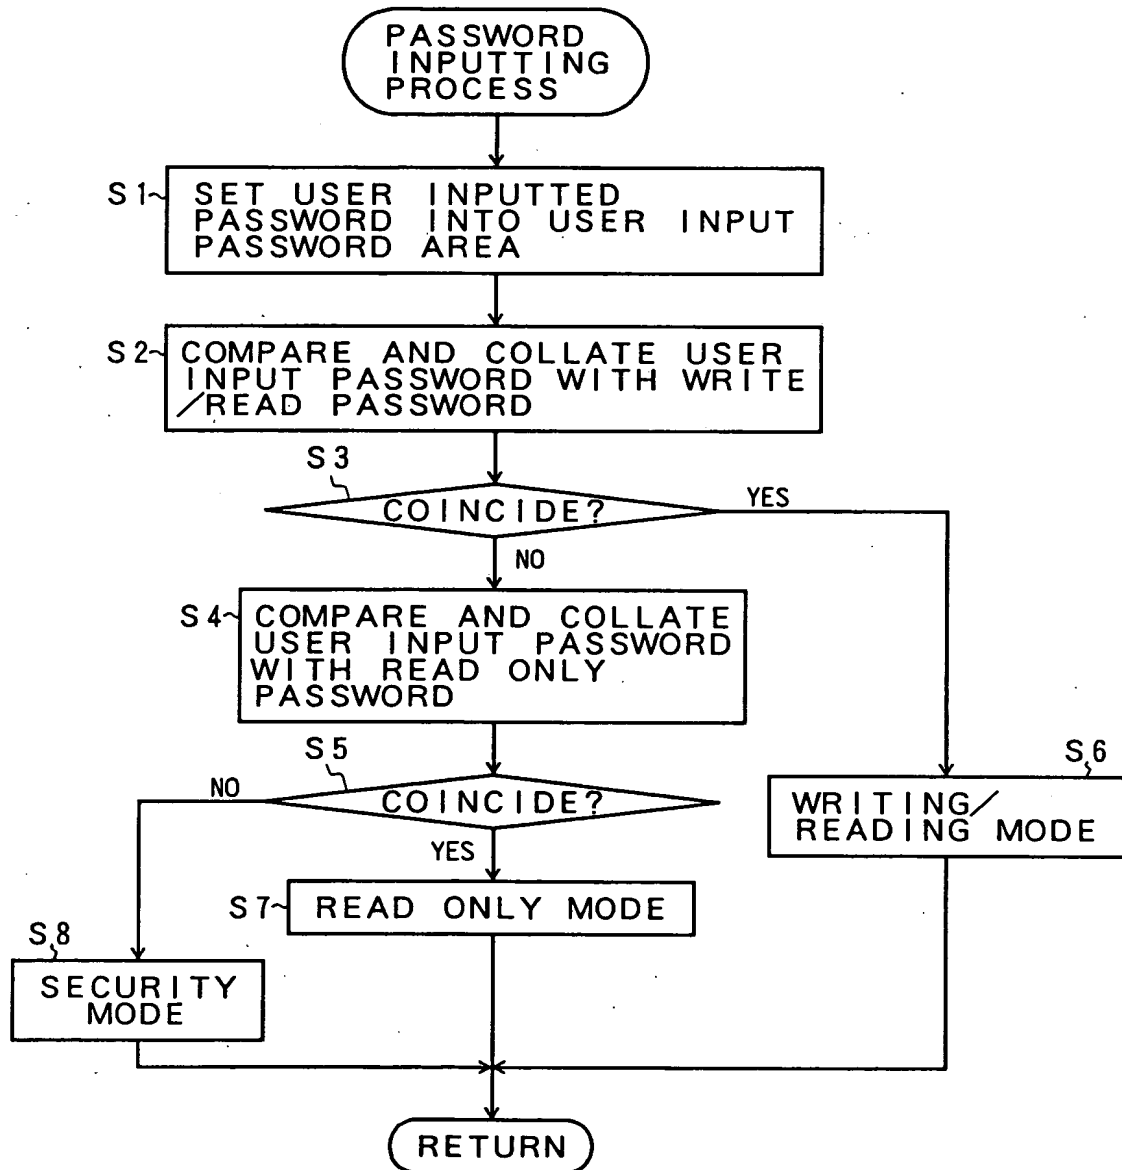 PASSWORD
INPUTTING
PROCESS
S1
SET USER INPUTTED
PASSWORD INTO USER INPUT
PASSWORD AREA
S2
COMPARE AND COLLATE USER
INPUT PASSWORD WITH WRITE
/READ PASSWORD
S3
COINCIDE?
YES
NO
S4
COMPARE AND COLLATE
USER INPUT PASSWORD
WITH READ ONLY
PASSWORD
S5
COINCIDE?
NO
YES
S6
WRITING/
READING MODE
S7
READ ONLY MODE
S8
SECURITY
MODE
RETURN